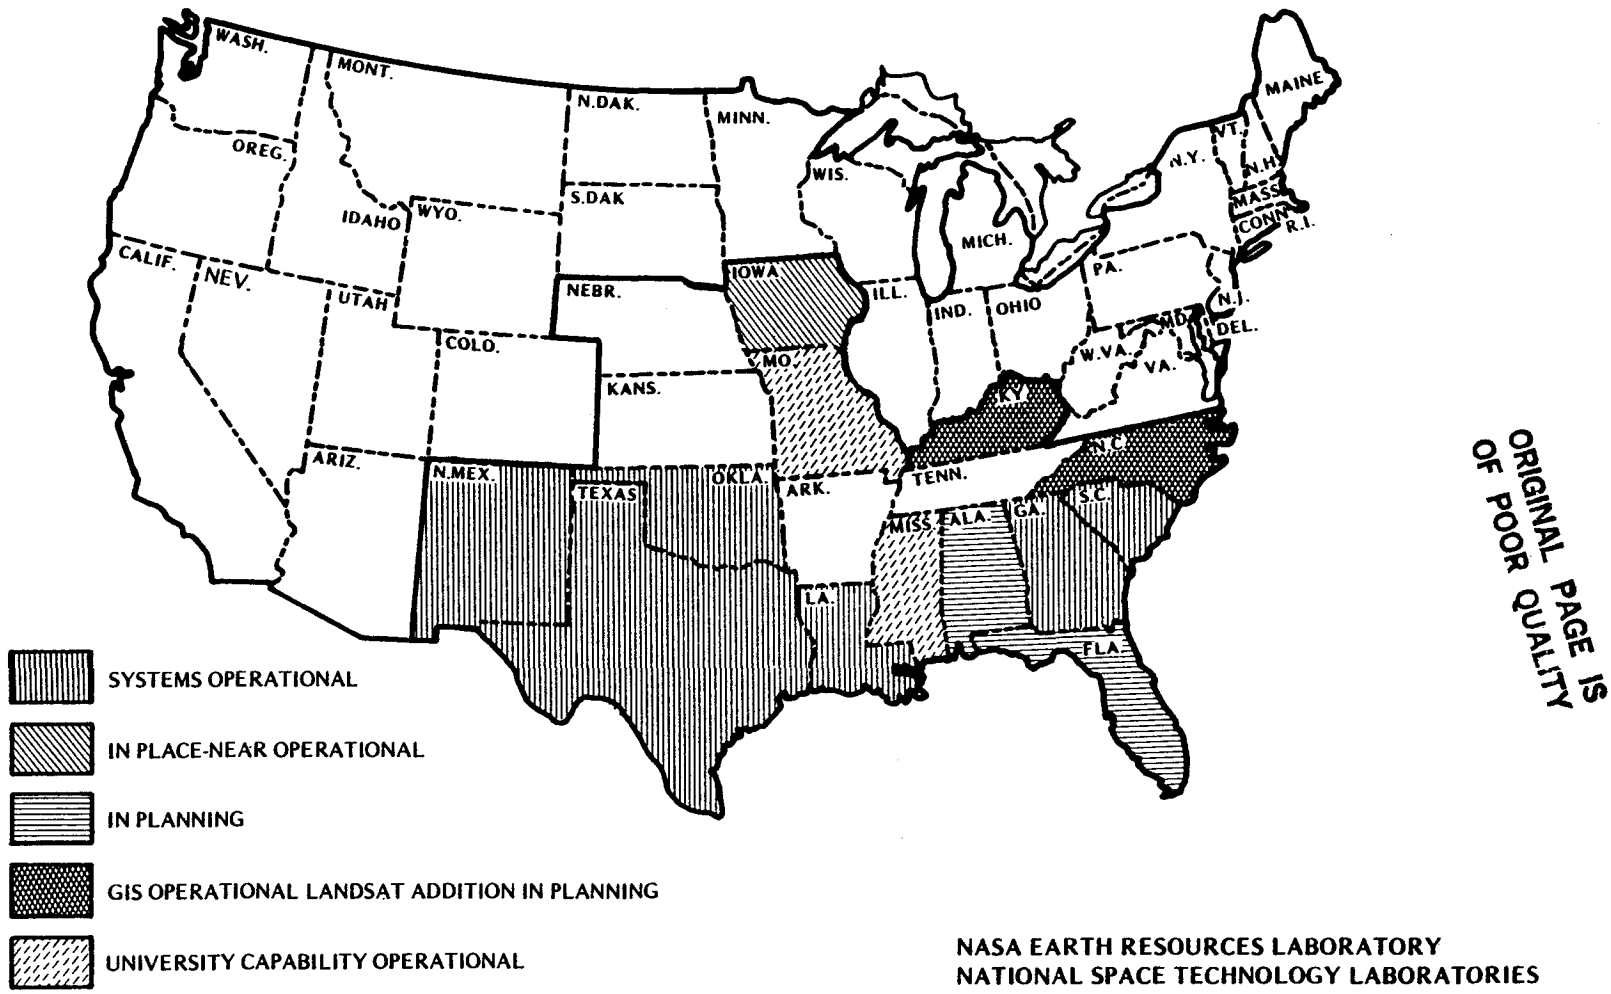 WASH.
MONT.
N.DAK.
MINN.
MAINE
OREG.
VT.
N.Y.
N.H.
WIS.
S.DAK
IDAHO
WYO.
MASS.
CONN
R.I.
MICH.
CALIF.
NEV.
UTAH
IOWA
NEBR.
ILL.
IND.
OHIO
PA.
N.J.
MD.
DEL.
COLO.
KANS.
MO.
W.VA.
VA.
KY.
ARIZ.
N.MEX.
OKLA.
TEXAS
ARK.
TENN.
N.C.
S.C.
MISS.
ALA.
GA.
LA.
FLA.
ORIGINAL PAGE IS
OF POOR QUALITY
SYSTEMS OPERATIONAL
IN PLACE-NEAR OPERATIONAL
IN PLANNING
GIS OPERATIONAL LANDSAT ADDITION IN PLANNING
UNIVERSITY CAPABILITY OPERATIONAL
NASA EARTH RESOURCES LABORATORY
NATIONAL SPACE TECHNOLOGY LABORATORIES